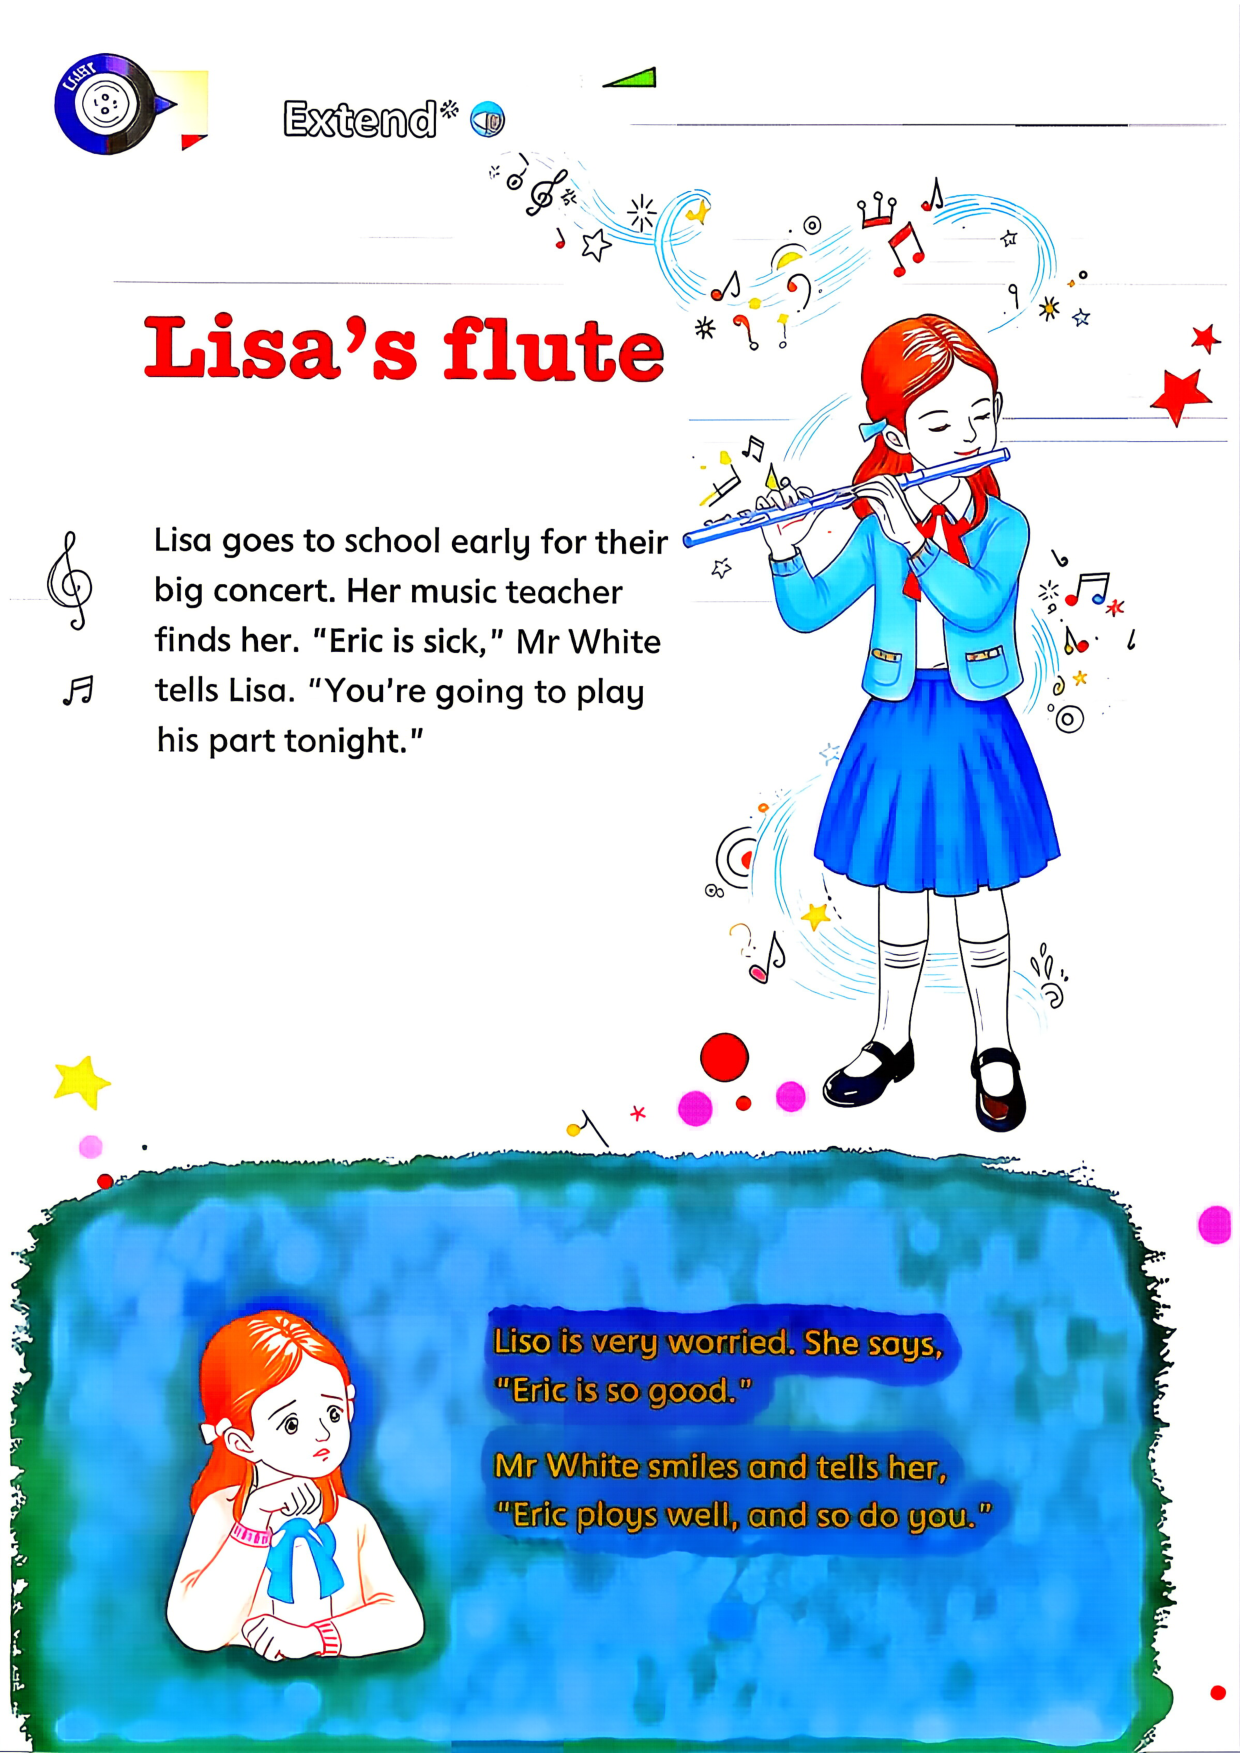 Extend
Lisa's flute
Lisa goes to school early for their
big concert. Her music teacher
finds her. "Eric is sick," Mr White
tells Lisa. "You're going to play
his part tonight."
Liso is very worried. She soys,
"Eric is so good."
Mr White smiles and tells her,
"Eric ploys well, and so do you."